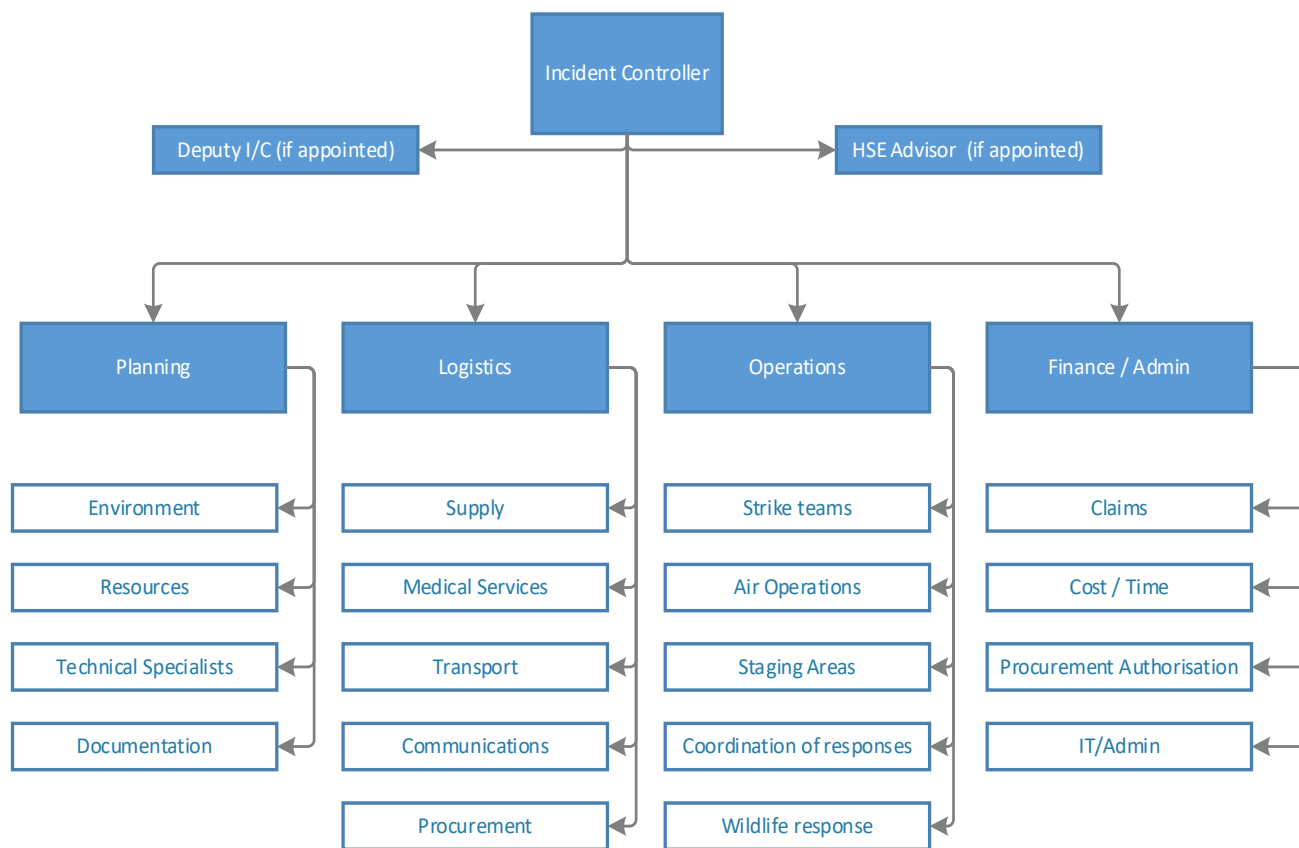 Incident Controller
Deputy I/C (if appointed)
HSE Advisor (if appointed)
Planning
Logistics
Operations
Finance / Admin
Environment
Supply
Strike teams
Claims
Resources
Medical Services
Air Operations
Cost / Time
Technical Specialists
Transport
Staging Areas
Procurement Authorisation
Documentation
Communications
Coordination of responses
IT/Admin
Procurement
Wildlife response